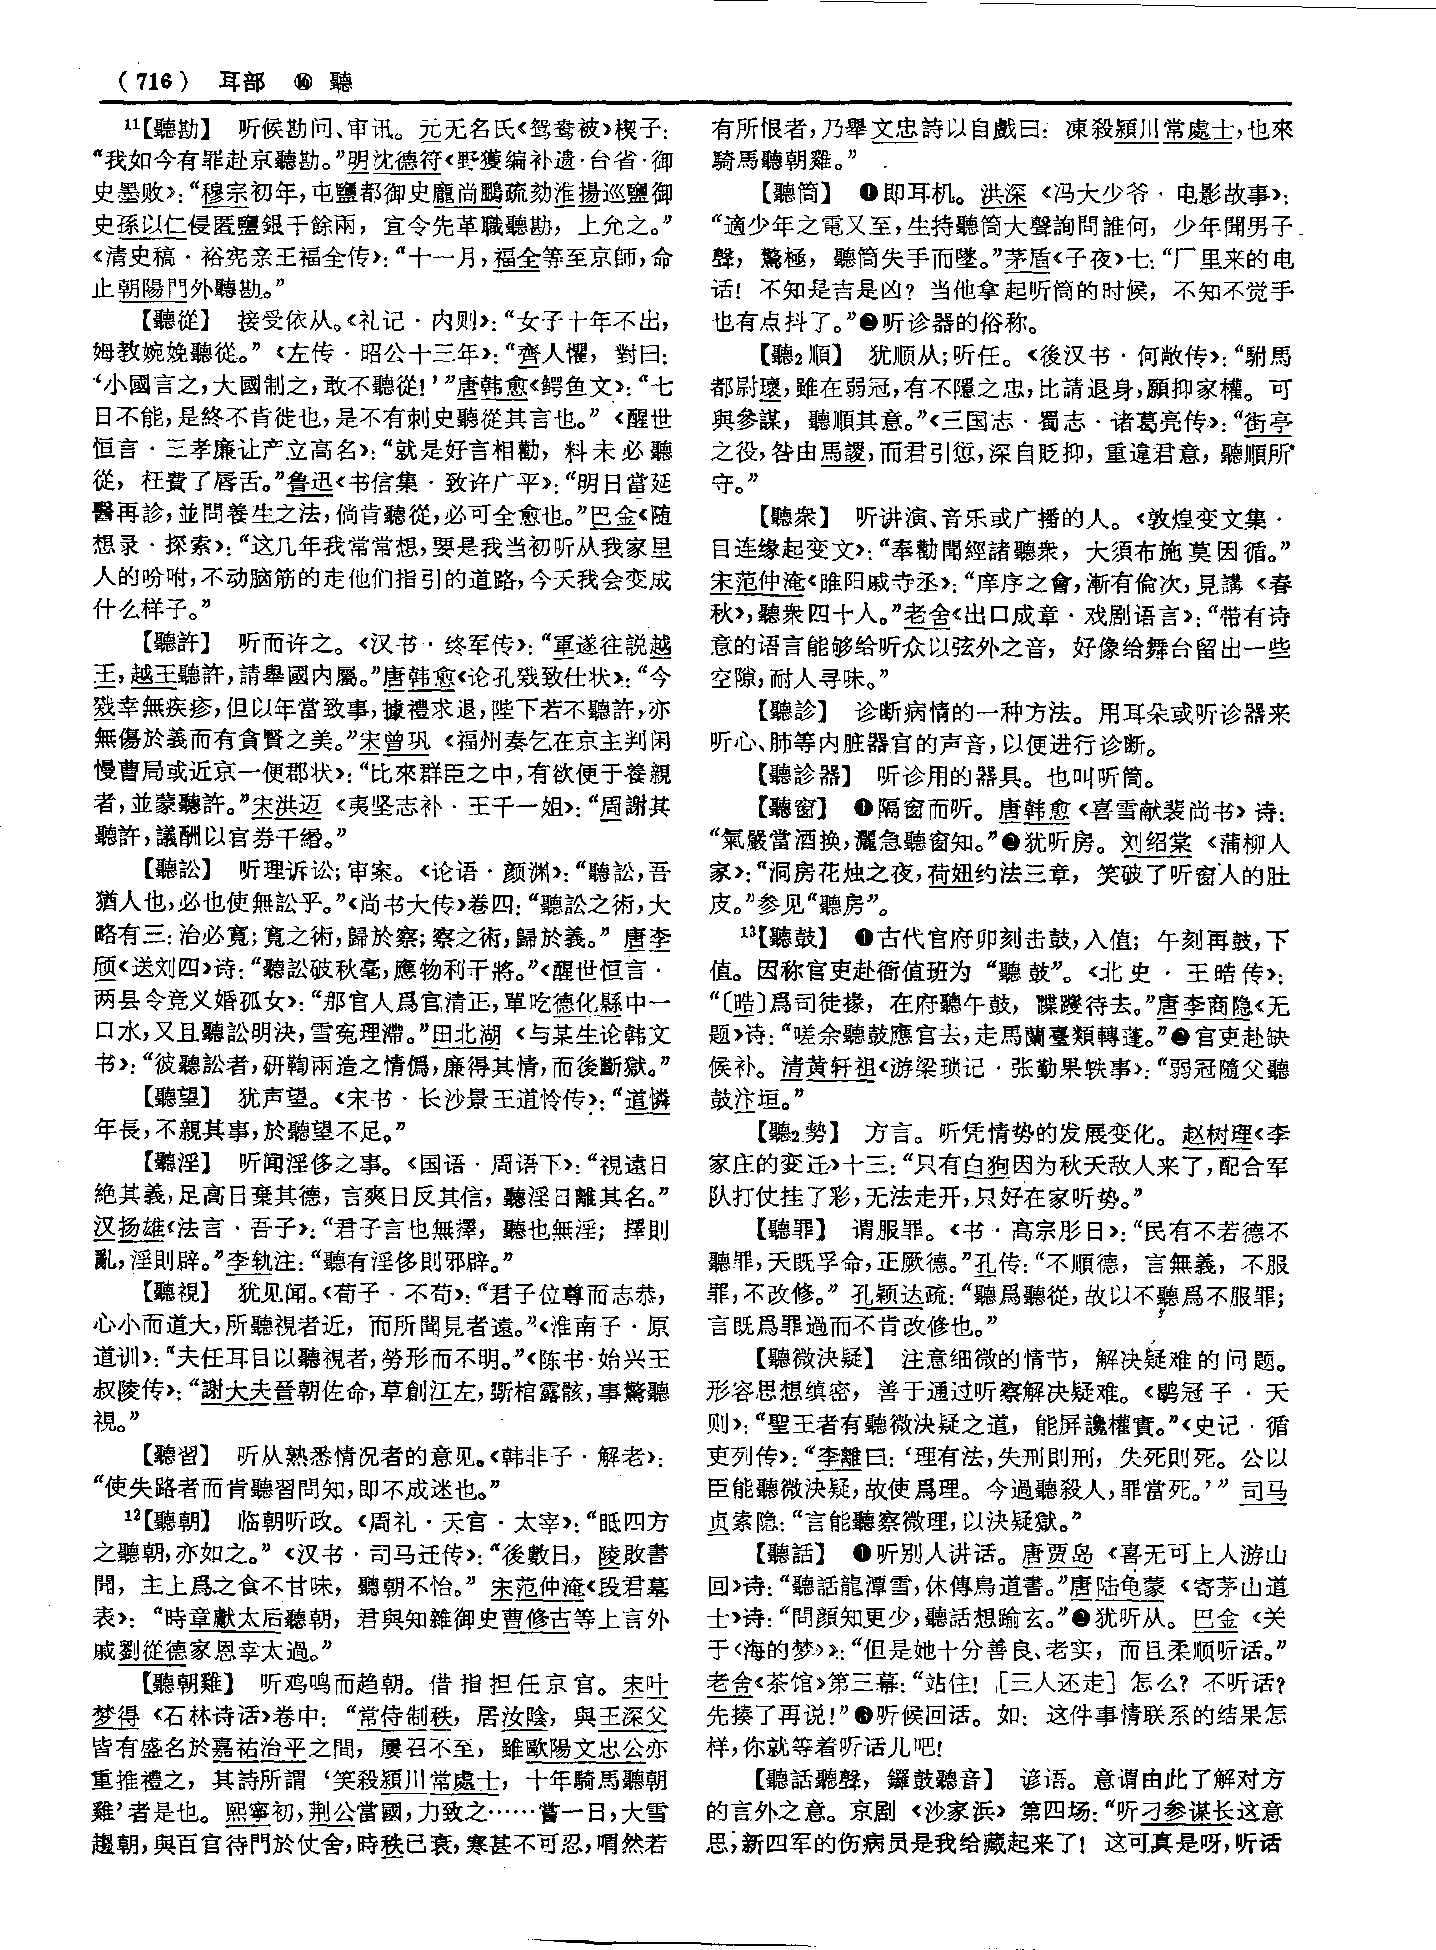 （716） 耳部 ⑯ 聽
11【聽勘】 听候勘问、审讯。元无名氏《鸳鸯被》楔子：
“我如今有罪赴京聽勘。”明沈德符《野獲编补遗·台省·御
史墨败》：“穆宗初年，屯鹽都御史龐尚鵬疏劾淮揚巡鹽御
史孫以仁侵匿鹽銀千餘兩，宜令先革職聽勘，上允之。”
《清史稿·裕宪亲王福全传》：“十一月，福全等至京師，命
止朝陽門外聽勘。”
【聽從】 接受依从。《礼记·内则》：“女子十年不出，
姆教婉娩聽從。”《左传·昭公十三年》：“齊人懼，對曰：
‘小國言之，大國制之，敢不聽從！’”唐韩愈《鳄鱼文》：“七
日不能，是終不肯徙也，是不有刺史聽從其言也。”《醒世
恒言·三孝廉让产立高名》：“就是好言相勸，料未必聽
從，枉費了唇舌。”鲁迅《书信集·致许广平》：“明日當延
醫再診，並問養生之法，倘肯聽從，必可全愈也。”巴金《随
想录·探索》：“这几年我常常想，要是我当初听从我家里
人的吩咐，不动脑筋的走他们指引的道路，今天我会变成
什么样子。”
【聽許】 听而许之。《汉书·终军传》：“軍遂往説越
王，越王聽許，請舉國内屬。”唐韩愈《论孔戣致仕状》：“今
戣幸無疾疹，但以年當致事，據禮求退，陛下若不聽許，亦
無傷於義而有貪賢之美。”宋曾巩《福州奏乞在京主判闲
慢曹局或近京一便郡状》：“比來群臣之中，有欲便于養親
者，並蒙聽許。”宋洪迈《夷坚志补·王千一姐》：“周謝其
聽許，議酬以官券千緡。”
【聽訟】 听理诉讼；审案。《论语·颜渊》：“聽訟，吾
猶人也，必也使無訟乎。”《尚书大传》卷四：“聽訟之術，大
略有三：治必寬；寬之術，歸於察；察之術，歸於義。”唐李
颀《送刘四》诗：“聽訟破秋毫，應物利干將。”《醒世恒言·
两县令竞义婚孤女》：“那官人爲官清正，單吃德化縣中一
口水，又且聽訟明決，雪冤理滯。”田北湖《与某生论韩文
书》：“彼聽訟者，研鞫兩造之情僞，廉得其情，而後斷獄。”
【聽望】 犹声望。《宋书·长沙景王道怜传》：“道憐
年長，不親其事，於聽望不足。”
【聽淫】 听闻淫侈之事。《国语·周语下》：“視遠日
絶其義，足高日棄其德，言爽日反其信，聽淫日離其名。”
汉扬雄《法言·吾子》：“君子言也無擇，聽也無淫；擇則
亂，淫則辟。”李轨注：“聽有淫侈則邪辟。”
【聽視】 犹见闻。《荀子·不苟》：“君子位尊而志恭，
心小而道大，所聽視者近，而所聞見者遠。”《淮南子·原
道训》：“夫任耳目以聽視者，勞形而不明。”《陈书·始兴王
叔陵传》：“謝大夫晉朝佐命，草創江左，斲棺露骸，事驚聽
視。”
【聽習】 听从熟悉情况者的意见。《韩非子·解老》：
“使失路者而肯聽習問知，即不成迷也。”
12【聽朝】 临朝听政。《周礼·天官·太宰》：“眡四方
之聽朝，亦如之。”《汉书·司马迁传》：“後數日，陵敗書
聞，主上爲之食不甘味，聽朝不怡。”宋范仲淹《段君墓
表》：“時章獻太后聽朝，君與知雜御史曹修古等上言外
戚劉從德家恩幸太過。”
【聽朝雞】 听鸡鸣而趋朝。借指担任京官。宋叶
梦得《石林诗话》卷中：“常侍制秩，居汝陰，與王深父
皆有盛名於嘉祐治平之間，屢召不至，雖歐陽文忠公亦
重推禮之，其詩所謂‘笑殺潁川常處士，十年騎馬聽朝
雞’者是也。熙寧初，荆公當國，力致之……嘗一日，大雪
趨朝，與百官待門於仗舍，時秩已衰，寒甚不可忍，喟然若
有所恨者，乃舉文忠詩以自戲曰：凍殺潁川常處士，也來
騎馬聽朝雞。”
【聽筒】 ❶即耳机。洪深《冯大少爷·电影故事》：
“適少年之電又至，生持聽筒大聲詢問誰何，少年聞男子
聲，驚極，聽筒失手而墜。”茅盾《子夜》七：“厂里来的电
话！不知是吉是凶？当他拿起听筒的时候，不知不觉手
也有点抖了。”❷听诊器的俗称。
【聽2順】 犹顺从；听任。《後汉书·何敞传》：“駙馬
都尉瓌，雖在弱冠，有不隱之忠，比請退身，願抑家權。可
與參謀，聽順其意。”《三国志·蜀志·诸葛亮传》：“街亭
之役，咎由馬謖，而君引愆，深自貶抑，重違君意，聽順所
守。”
【聽衆】 听讲演、音乐或广播的人。《敦煌变文集·
目连缘起变文》：“奉勸聞經諸聽衆，大須布施莫因循。”
宋范仲淹《睢阳戚寺丞》：“庠序之會，漸有倫次，見講《春
秋》，聽衆四十人。”老舍《出口成章·戏剧语言》：“带有诗
意的语言能够给听众以弦外之音，好像给舞台留出一些
空隙，耐人寻味。”
【聽診】 诊断病情的一种方法。用耳朵或听诊器来
听心、肺等内脏器官的声音，以便进行诊断。
【聽診器】 听诊用的器具。也叫听筒。
【聽窗】 ❶隔窗而听。唐韩愈《喜雪献裴尚书》诗：
“氣嚴當酒换，灑急聽窗知。”❷犹听房。刘绍棠《蒲柳人
家》：“洞房花烛之夜，荷妞约法三章，笑破了听窗人的肚
皮。”参见“聽房”。
13【聽鼓】 ❶古代官府卯刻击鼓，入值；午刻再鼓，下
值。因称官吏赴衙值班为“聽鼓”。《北史·王晧传》：
“〔晧〕爲司徒掾，在府聽午鼓，蹀躞待去。”唐李商隐《无
题》诗：“嗟余聽鼓應官去，走馬蘭臺類轉蓬。”❷官吏赴缺
候补。清黄轩祖《游梁琐记·张勤果轶事》：“弱冠隨父聽
鼓汴垣。”
【聽2勢】 方言。听凭情势的发展变化。赵树理《李
家庄的变迁》十三：“只有白狗因为秋天敌人来了，配合军
队打仗挂了彩，无法走开，只好在家听势。”
【聽罪】 谓服罪。《书·高宗肜日》：“民有不若德不
聽罪，天既孚命，正厥德。”孔传：“不順德，言無義，不服
罪，不改修。”孔颖达疏：“聽爲聽從，故以不聽爲不服罪；
言既爲罪過而不肯改修也。”
【聽微決疑】 注意细微的情节，解决疑难的问题。
形容思想缜密，善于通过听察解决疑难。《鹖冠子·天
则》：“聖王者有聽微決疑之道，能屏讒權實。”《史记·循
吏列传》：“李離曰：‘理有法，失刑則刑，失死則死。公以
臣能聽微決疑，故使爲理。今過聽殺人，罪當死。’”司马
贞索隐：“言能聽察微理，以決疑獄。”
【聽話】 ❶听别人讲话。唐贾岛《喜无可上人游山
回》诗：“聽話龍潭雪，休傳鳥道書。”唐陆龟蒙《寄茅山道
士》诗：“問顔知更少，聽話想踰玄。”❷犹听从。巴金《关
于〈海的梦〉》：“但是她十分善良、老实，而且柔顺听话。”
老舍《茶馆》第三幕：“站住！［三人还走］怎么？不听话？
先揍了再说！”❸听候回话。如：这件事情联系的结果怎
样，你就等着听话儿吧！
【聽話聽聲，鑼鼓聽音】 谚语。意谓由此了解对方
的言外之意。京剧《沙家浜》第四场：“听刁参谋长这意
思，新四军的伤病员是我给藏起来了！这可真是呀，听话